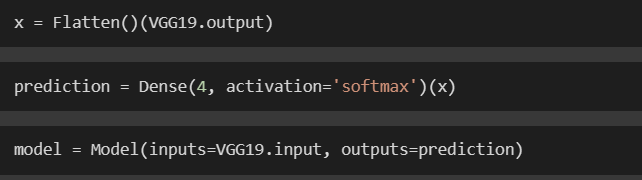 x = Flatten()(VGG19.output)
prediction = Dense(4, activation='softmax')(x)
model = Model(inputs=VGG19.input, outputs=prediction)